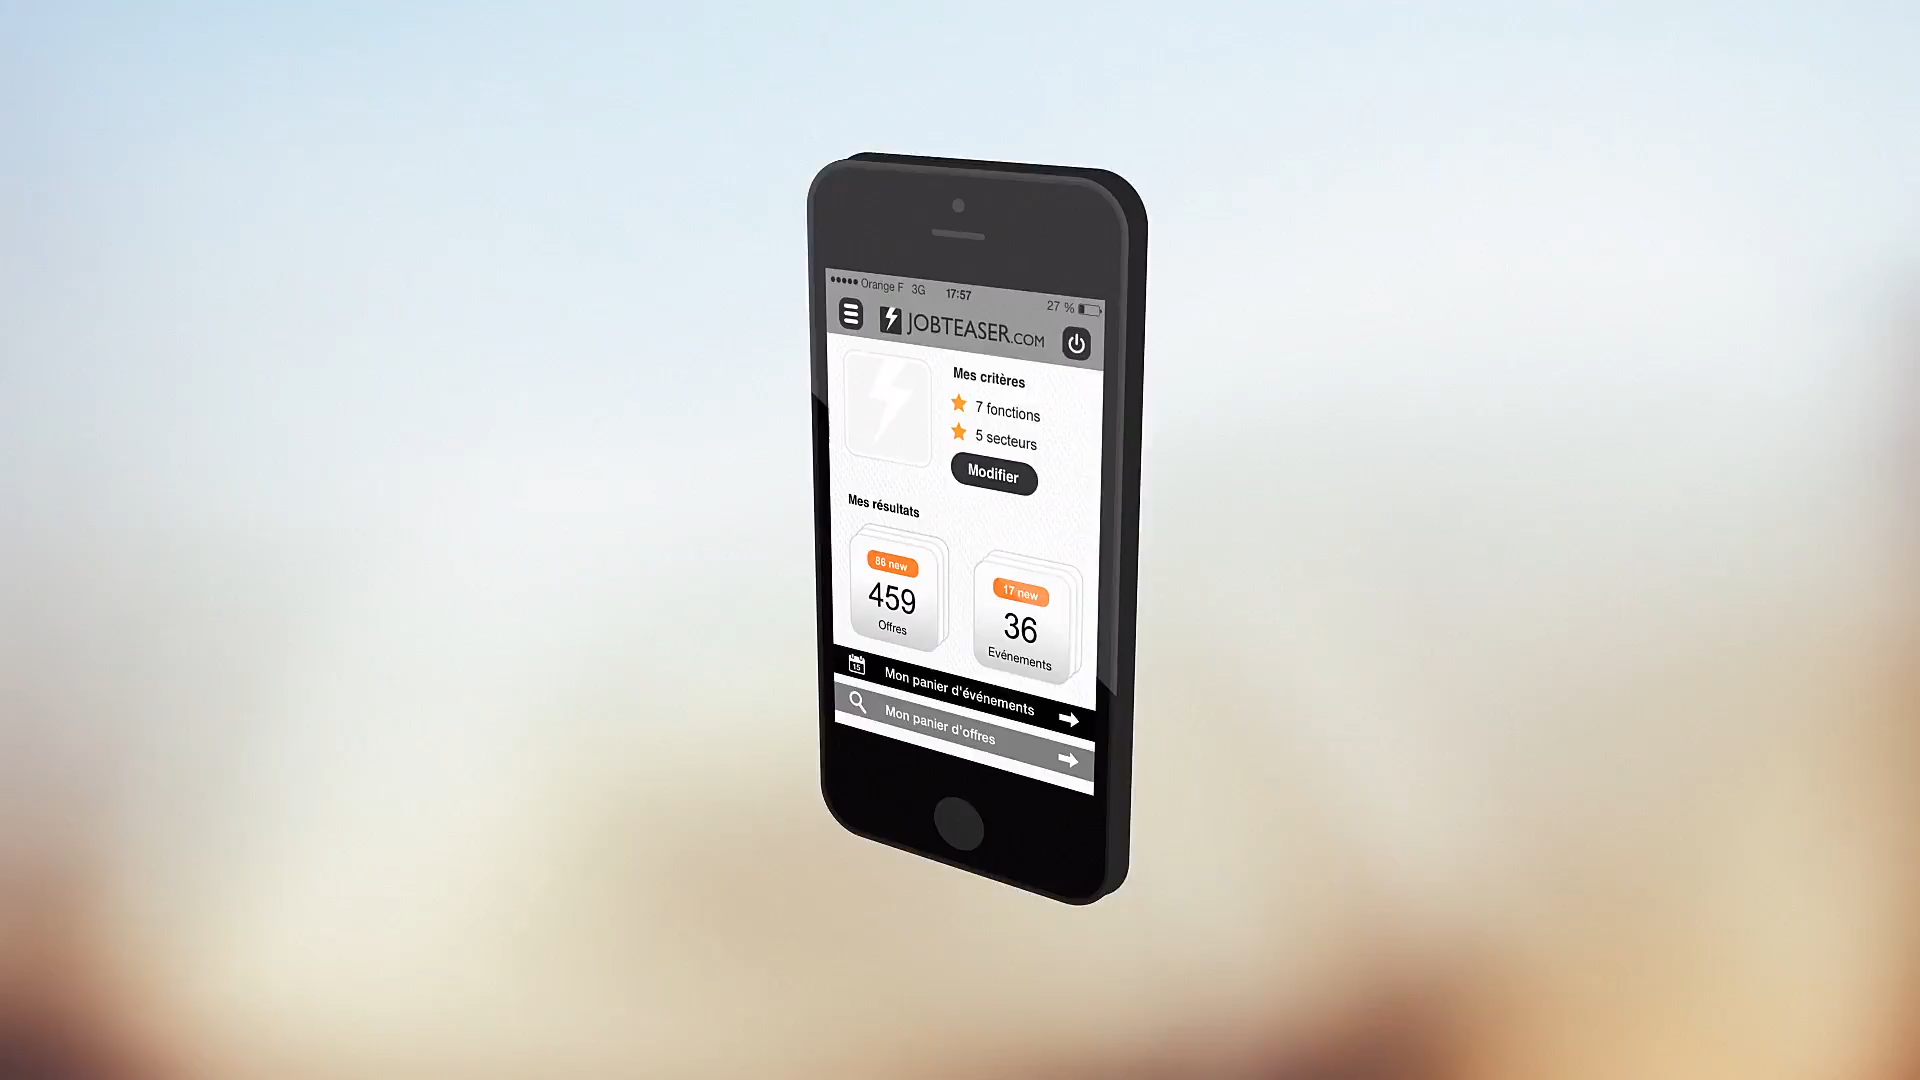 Orange F 3G 17:57 27 %
JOBTEASER.COM
Mes critères
7 fonctions
5 secteurs
Modifier
Mes résultats
86 new
459
Offres
17 new
36
Evénements
15
Mon panier d'événements
Mon panier d'offres